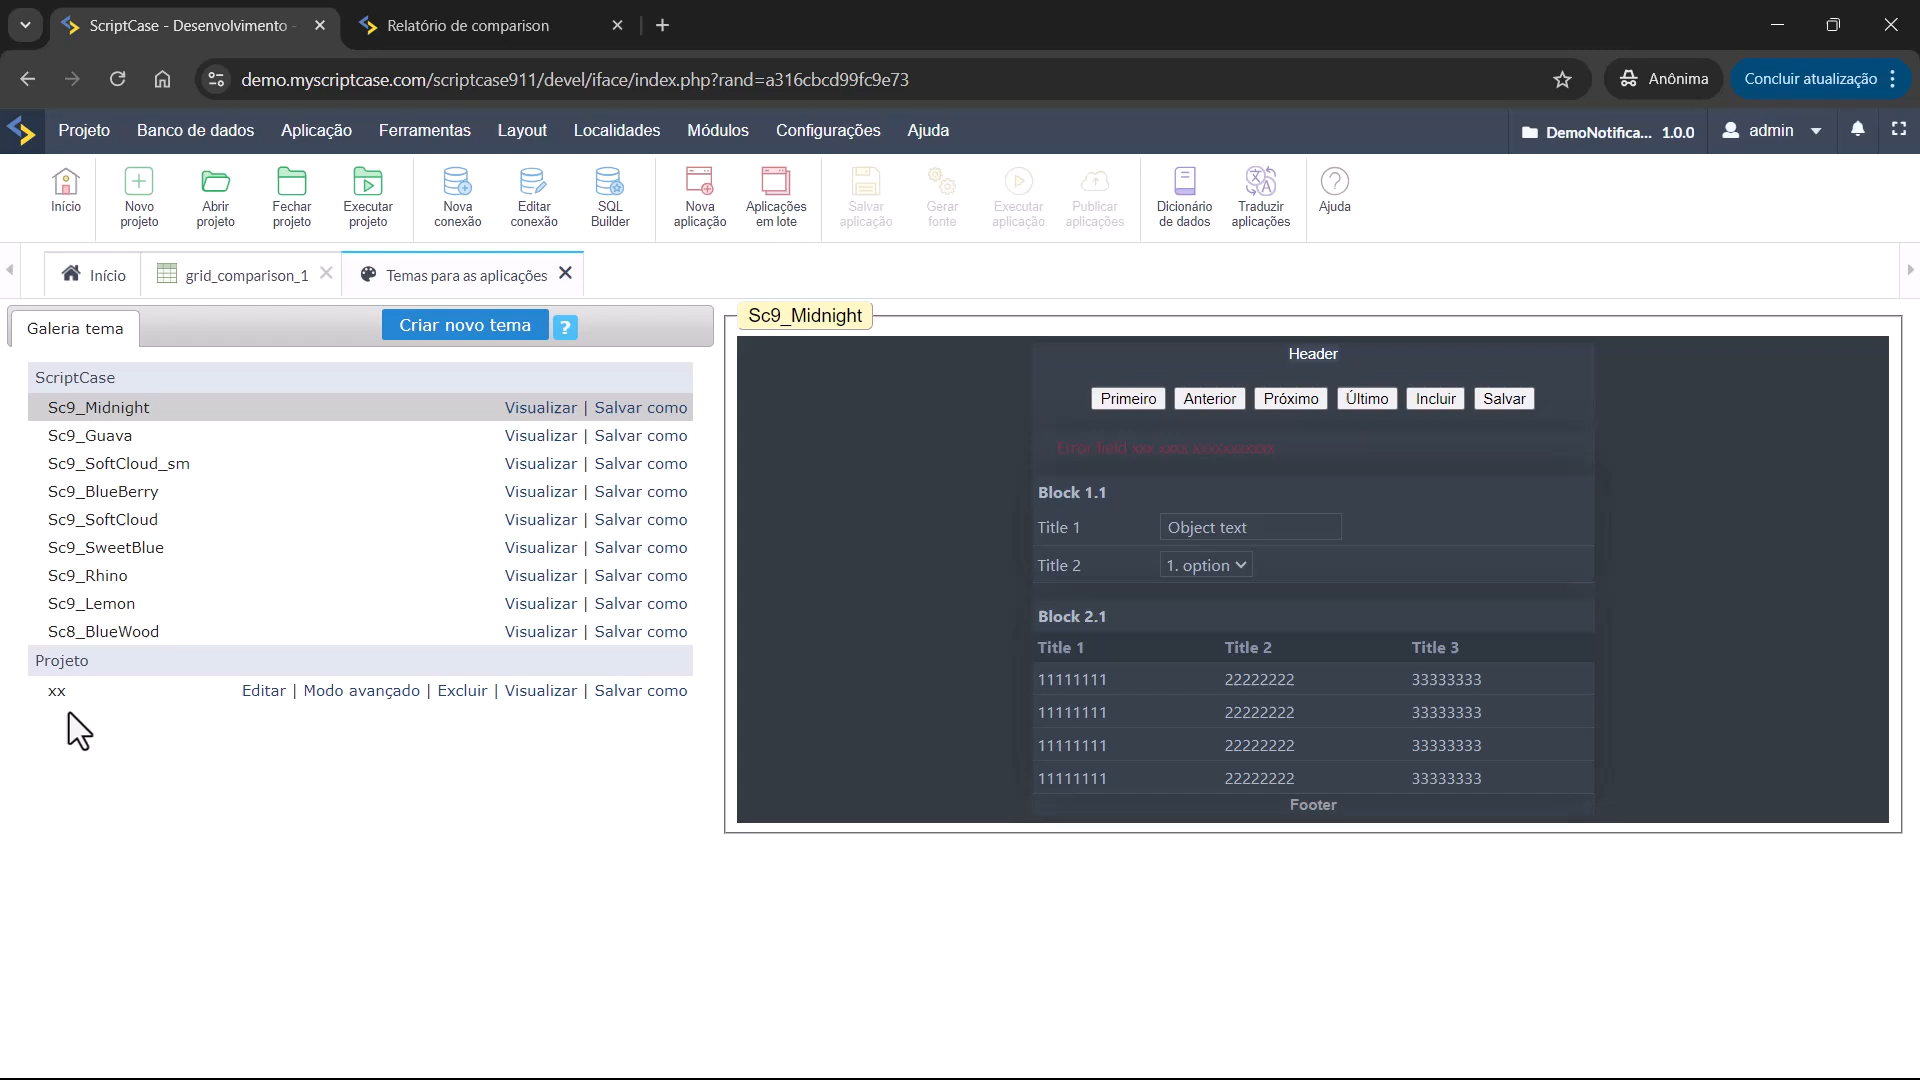 ScriptCase - Desenvolvimento -
Relatório de comparison
demo.myscriptcase.com/scriptcase911/devel/iface/index.php?rand=a316cbcd99fc9e73
Anônima
Concluir atualização
Projeto
Banco de dados
Aplicação
Ferramentas
Layout
Localidades
Módulos
Configurações
Ajuda
DemoNotifica... 1.0.0
admin
Início
Novo projeto
Abrir projeto
Fechar projeto
Executar projeto
Nova conexão
Editar conexão
SQL Builder
Nova aplicação
Aplicações em lote
Salvar aplicação
Gerar fonte
Executar aplicação
Publicar aplicações
Dicionário de dados
Traduzir aplicações
Ajuda
Início
grid_comparison_1
Temas para as aplicações
Galeria tema
Criar novo tema
?
ScriptCase
Sc9_Midnight Visualizar | Salvar como
Sc9_Guava Visualizar | Salvar como
Sc9_SoftCloud_sm Visualizar | Salvar como
Sc9_BlueBerry Visualizar | Salvar como
Sc9_SoftCloud Visualizar | Salvar como
Sc9_SweetBlue Visualizar | Salvar como
Sc9_Rhino Visualizar | Salvar como
Sc9_Lemon Visualizar | Salvar como
Sc8_BlueWood Visualizar | Salvar como
Projeto
xx Editar | Modo avançado | Excluir | Visualizar | Salvar como
Sc9_Midnight
Header
Primeiro Anterior Próximo Último Incluir Salvar
Error field xxx xxxx xxxxxxxxxxxx
Block 1.1
Title 1 Object text
Title 2 1. option
Block 2.1
Title 1 Title 2 Title 3
11111111 22222222 33333333
11111111 22222222 33333333
11111111 22222222 33333333
11111111 22222222 33333333
Footer